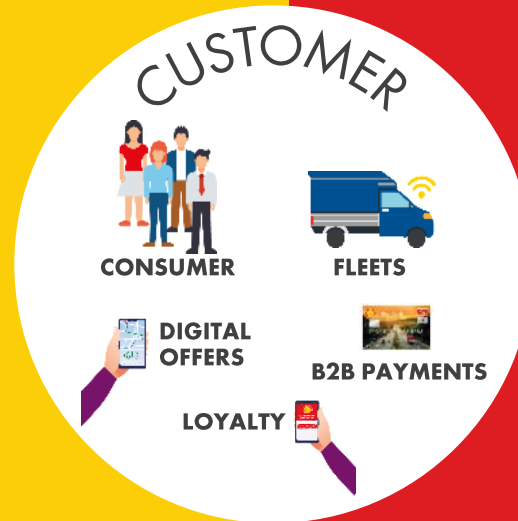 CUSTOMER
CONSUMER
FLEETS
DIGITAL
OFFERS
B2B PAYMENTS
LOYALTY